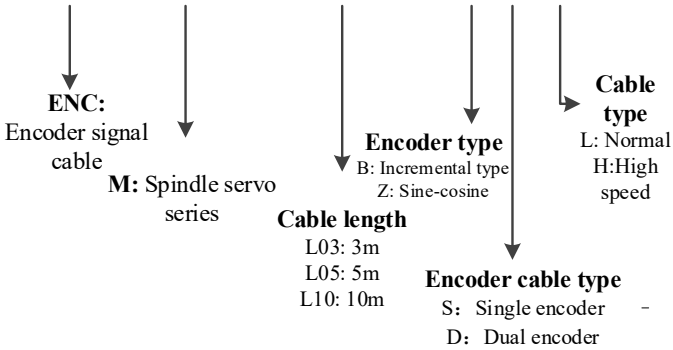 ENC:
Encoder signal
cable
M: Spindle servo
series
Cable length
L03: 3m
L05: 5m
L10: 10m
Encoder type
B: Incremental type
Z: Sine-cosine
Encoder cable type
S：Single encoder -
D：Dual encoder
Cable
type
L: Normal
H:High
speed